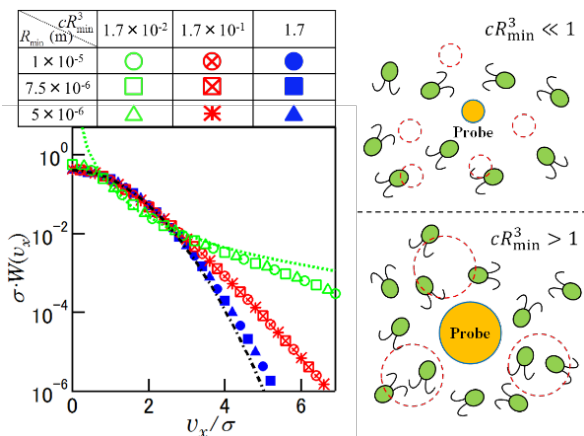 cR³min
Rmin (m)
1.7 × 10⁻² 1.7 × 10⁻¹ 1.7
1 × 10⁻⁵
7.5 × 10⁻⁶
5 × 10⁻⁶
10⁰
10⁻²
10⁻⁴
10⁻⁶
σ·W(vₓ)
0 2 4 6
vₓ/σ
cR³min ≪ 1
Probe
cR³min > 1
Probe